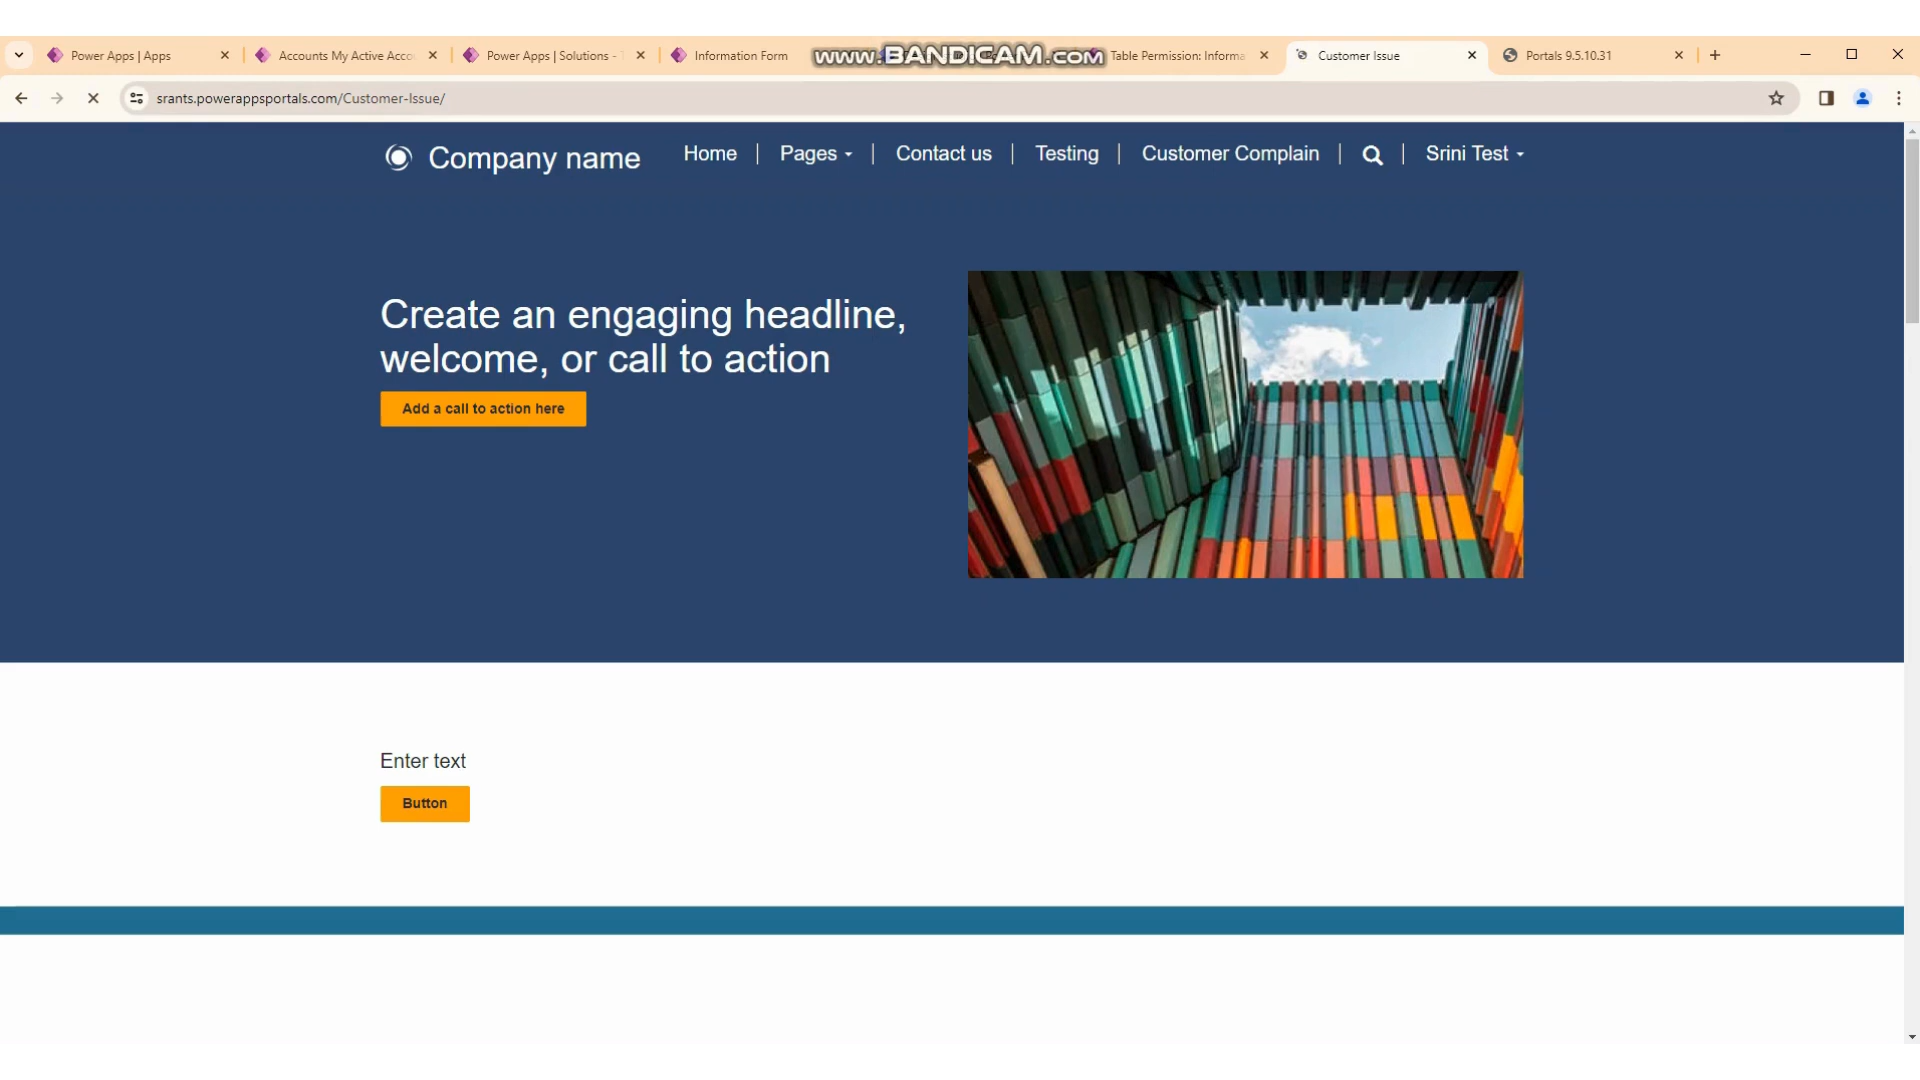 Power Apps | Apps
Accounts My Active Acco
Power Apps | Solutions -
Information Form
www.BANDICAM.com
Table Permission: Informa
Customer Issue
Portals 9.5.10.31
srants.powerappsportals.com/Customer-Issue/
Company name
Home
Pages
Contact us
Testing
Customer Complain
Srini Test
Create an engaging headline,
welcome, or call to action
Add a call to action here
Enter text
Button